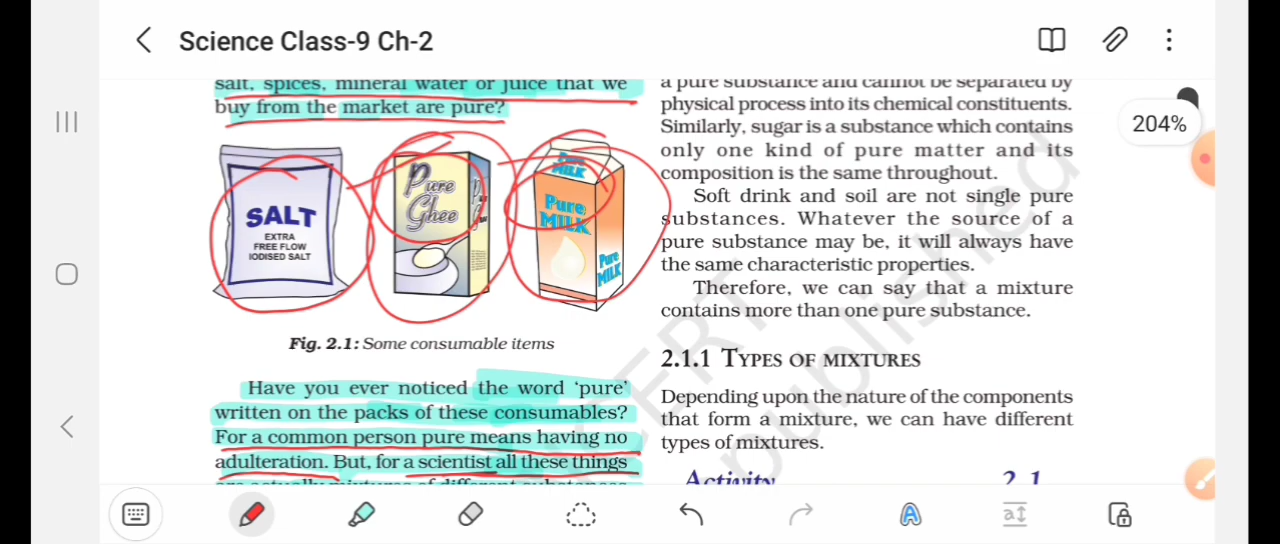 Science Class-9 Ch-2
204%
salt, spices, mineral water or juice that we
buy from the market are pure?
SALT
EXTRA
FREE FLOW
IODISED SALT
Pure
Ghee
Pure
MILK
Pure
MILK
Pure
MILK
Fig. 2.1: Some consumable items
Have you ever noticed the word ‘pure’
written on the packs of these consumables?
For a common person pure means having no
adulteration. But, for a scientist all these things
are actually mixtures of different substances
a pure substance and cannot be separated by
physical process into its chemical constituents.
Similarly, sugar is a substance which contains
only one kind of pure matter and its
composition is the same throughout.
Soft drink and soil are not single pure
substances. Whatever the source of a
pure substance may be, it will always have
the same characteristic properties.
Therefore, we can say that a mixture
contains more than one pure substance.
2.1.1 TYPES OF MIXTURES
Depending upon the nature of the components
that form a mixture, we can have different
types of mixtures.
Activity 2.1
published